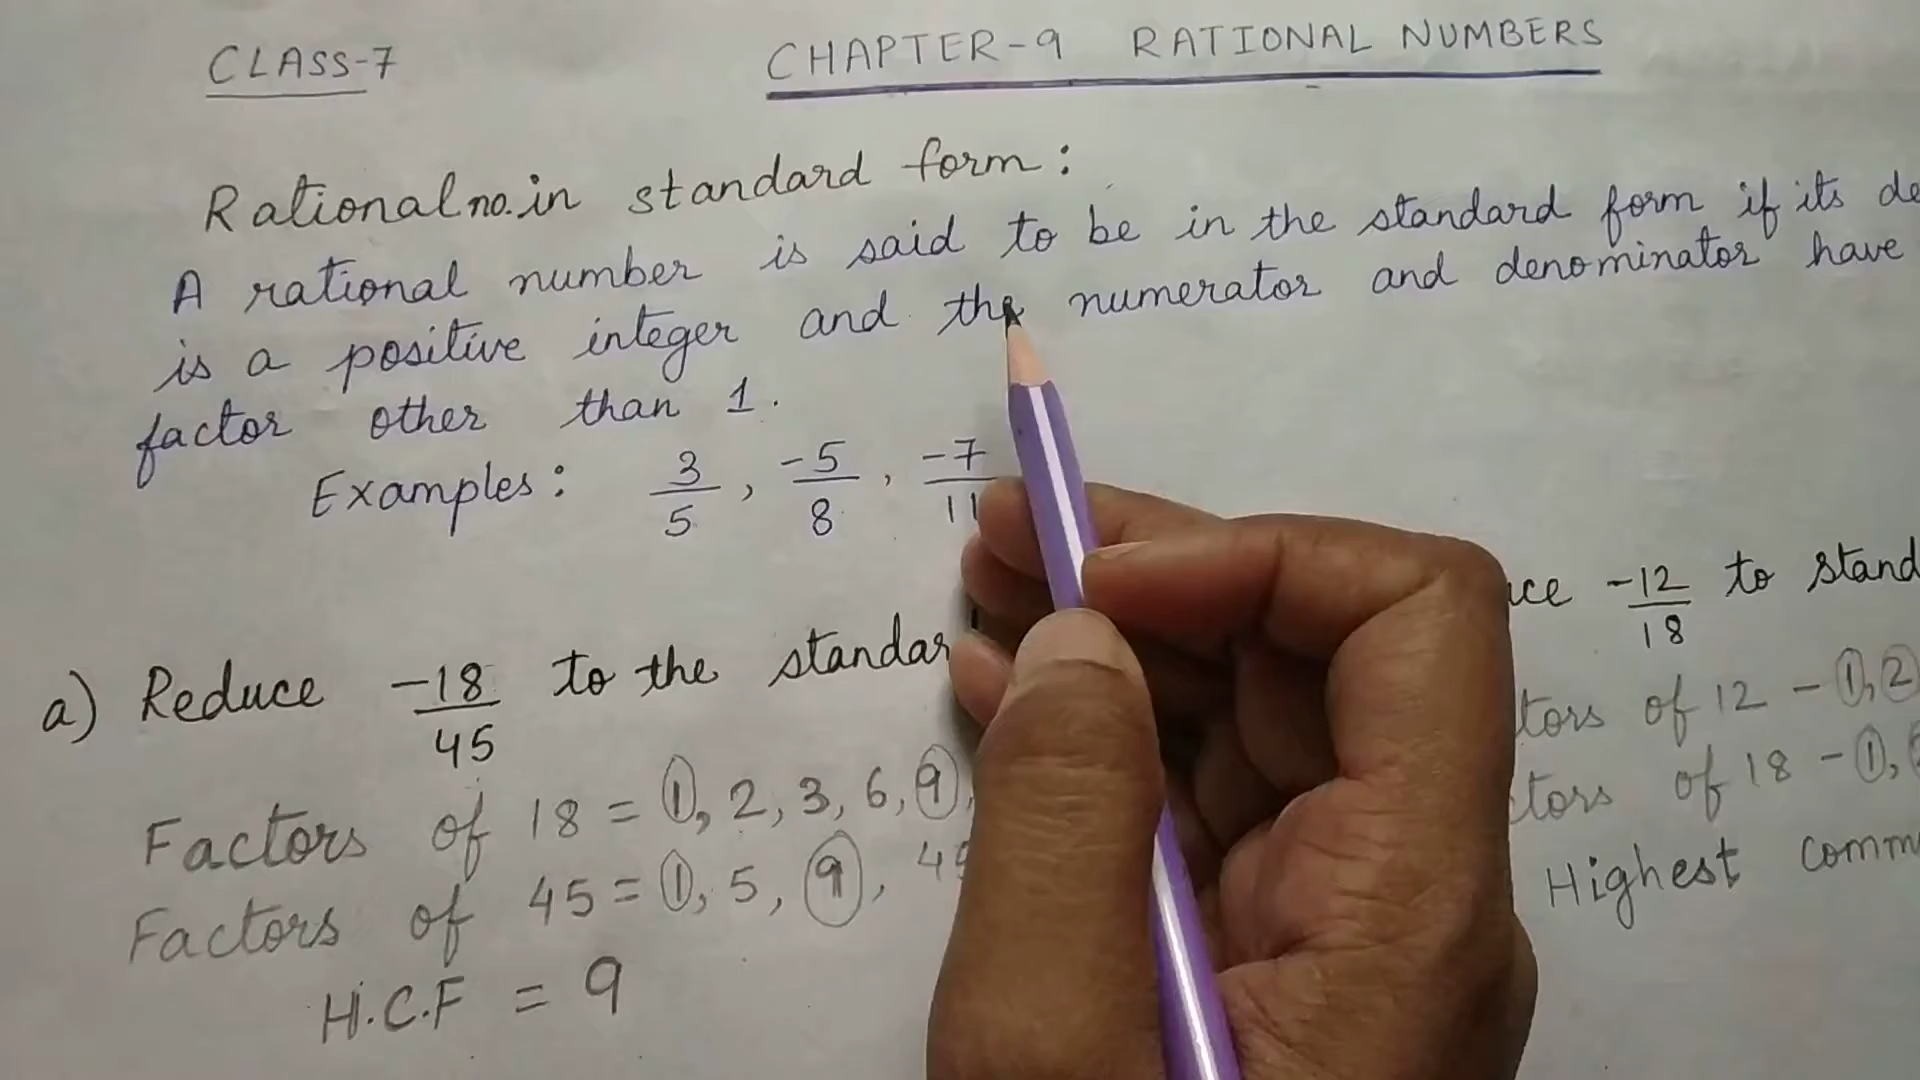 CLASS-7
CHAPTER-9 RATIONAL NUMBERS
Rational no. in standard form :
A rational number is said to be in the standard form if its de
is a positive integer and the numerator and denominator have
factor other than 1.
Examples : 3/5 , -5/8 , -7/11
a) Reduce -18/45 to the standar
Factors of 18 = 1, 2, 3, 6, 9,
Factors of 45 = 1, 5, 9, 45
H.C.F = 9
uce -12/18 to stand
tors of 12 - 1, 2
ctors of 18 - 1,
Highest comm